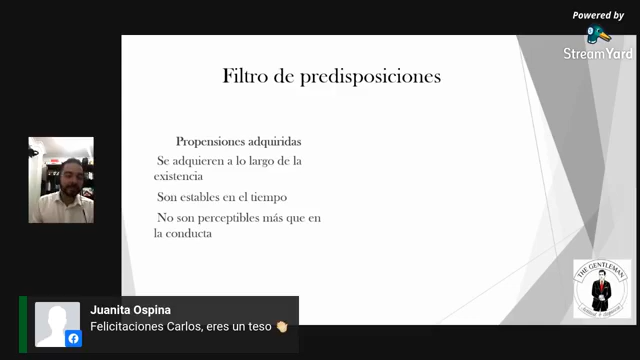 Powered by
StreamYard
Filtro de predisposiciones
Propensiones adquiridas
Se adquieren a lo largo de la
existencia
Son estables en el tiempo
No son perceptibles más que en
la conducta
THE GENTLEMAN
Juanita Ospina
Felicitaciones Carlos, eres un teso 👏🏻